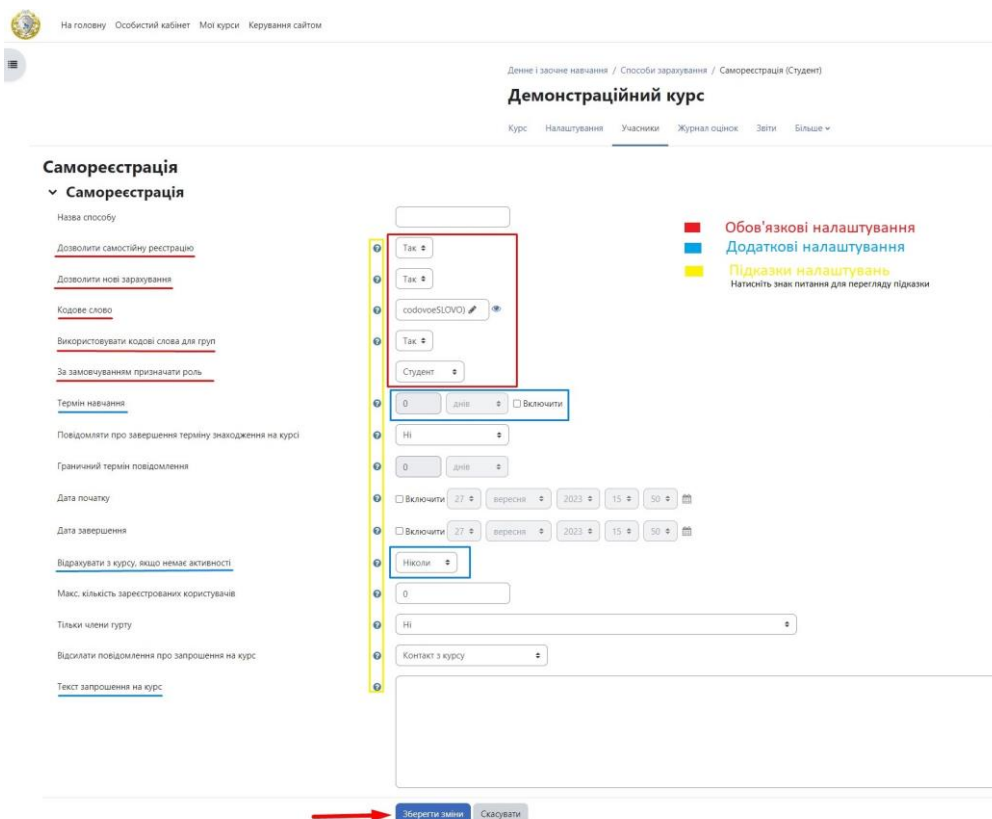 На головну Особистий кабінет Мої курси Керування сайтом
Денне і заочне навчання / Способи зарахування / Самореєстрація (Студент)
Демонстраційний курс
Курс Налаштування Учасники Журнал оцінок Звіти Більше
Самореєстрація
Самореєстрація
Назва способу
Обов'язкові налаштування
Дозволити самостійну реєстрацію Так
Додаткові налаштування
Підказки налаштувань
Дозволити нові зарахування Так
Натисніть знак питання для перегляду підказки
Кодове слово codovoeSLOVO)
Використовувати кодові слова для груп Так
За замовчуванням призначати роль Студент
Термін навчання 0 днів Включити
Повідомляти про завершення терміну знаходження на курсі Ні
Граничний термін повідомлення 0 днів
Дата початку Включити 27 вересня 2023 15 50
Дата завершення Включити 27 вересня 2023 15 50
Відрахувати з курсу, якщо немає активності Ніколи
Макс. кількість зареєстрованих користувачів 0
Тільки члени гурту Ні
Відсилати повідомлення про запрошення на курс Контакт з курсу
Текст запрошення на курс
Зберегти зміни Скасувати